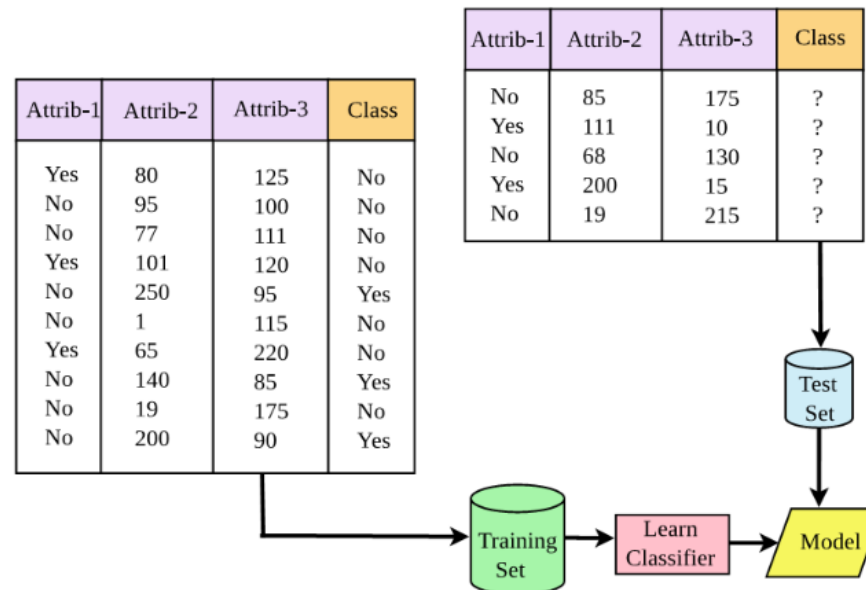 Attrib-1 Attrib-2 Attrib-3 Class
No 85 175 ?
Yes 111 10 ?
No 68 130 ?
Yes 200 15 ?
No 19 215 ?
Attrib-1 Attrib-2 Attrib-3 Class
Yes 80 125 No
No 95 100 No
No 77 111 No
Yes 101 120 No
No 250 95 Yes
No 1 115 No
Yes 65 220 No
No 140 85 Yes
No 19 175 No
No 200 90 Yes
Test
Set
Training
Set
Learn
Classifier
Model